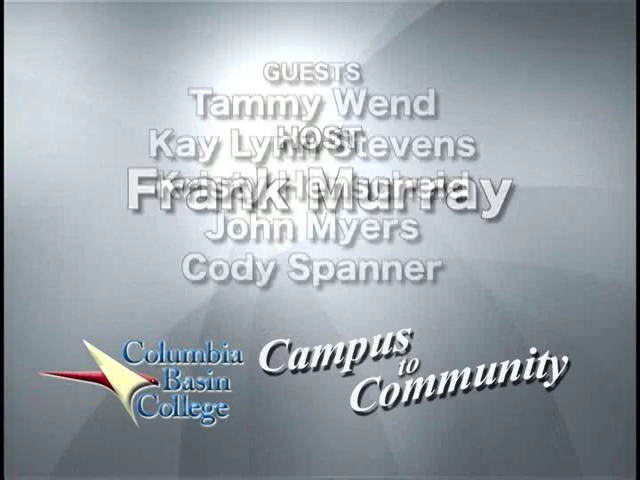 GUESTS
Tammy Wend
HOST
Kay Lynn Stevens
Frank Murray
John Myers
Cody Spanner
Columbia
Basin
College
Campus
to
Community